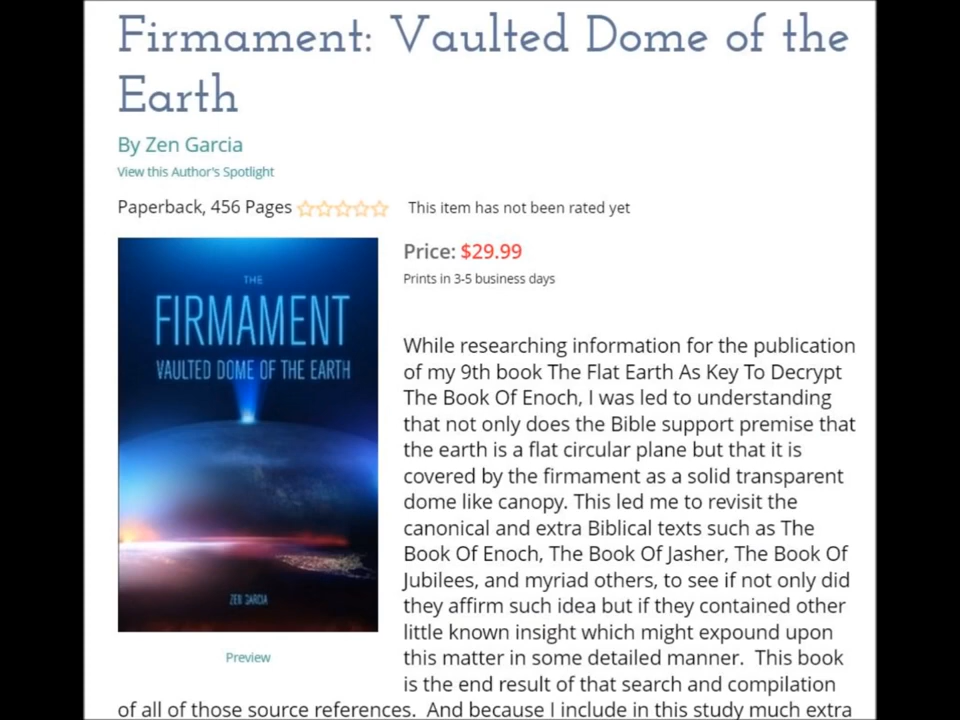 Firmament: Vaulted Dome of the
Earth
By Zen Garcia
View this Author's Spotlight
Paperback, 456 Pages
This item has not been rated yet
THE
FIRMAMENT
VAULTED DOME OF THE EARTH
ZEN GARCIA
Preview
Price: $29.99
Prints in 3-5 business days
While researching information for the publication
of my 9th book The Flat Earth As Key To Decrypt
The Book Of Enoch, I was led to understanding
that not only does the Bible support premise that
the earth is a flat circular plane but that it is
covered by the firmament as a solid transparent
dome like canopy. This led me to revisit the
canonical and extra Biblical texts such as The
Book Of Enoch, The Book Of Jasher, The Book Of
Jubilees, and myriad others, to see if not only did
they affirm such idea but if they contained other
little known insight which might expound upon
this matter in some detailed manner. This book
is the end result of that search and compilation
of all of those source references. And because I include in this study much extra